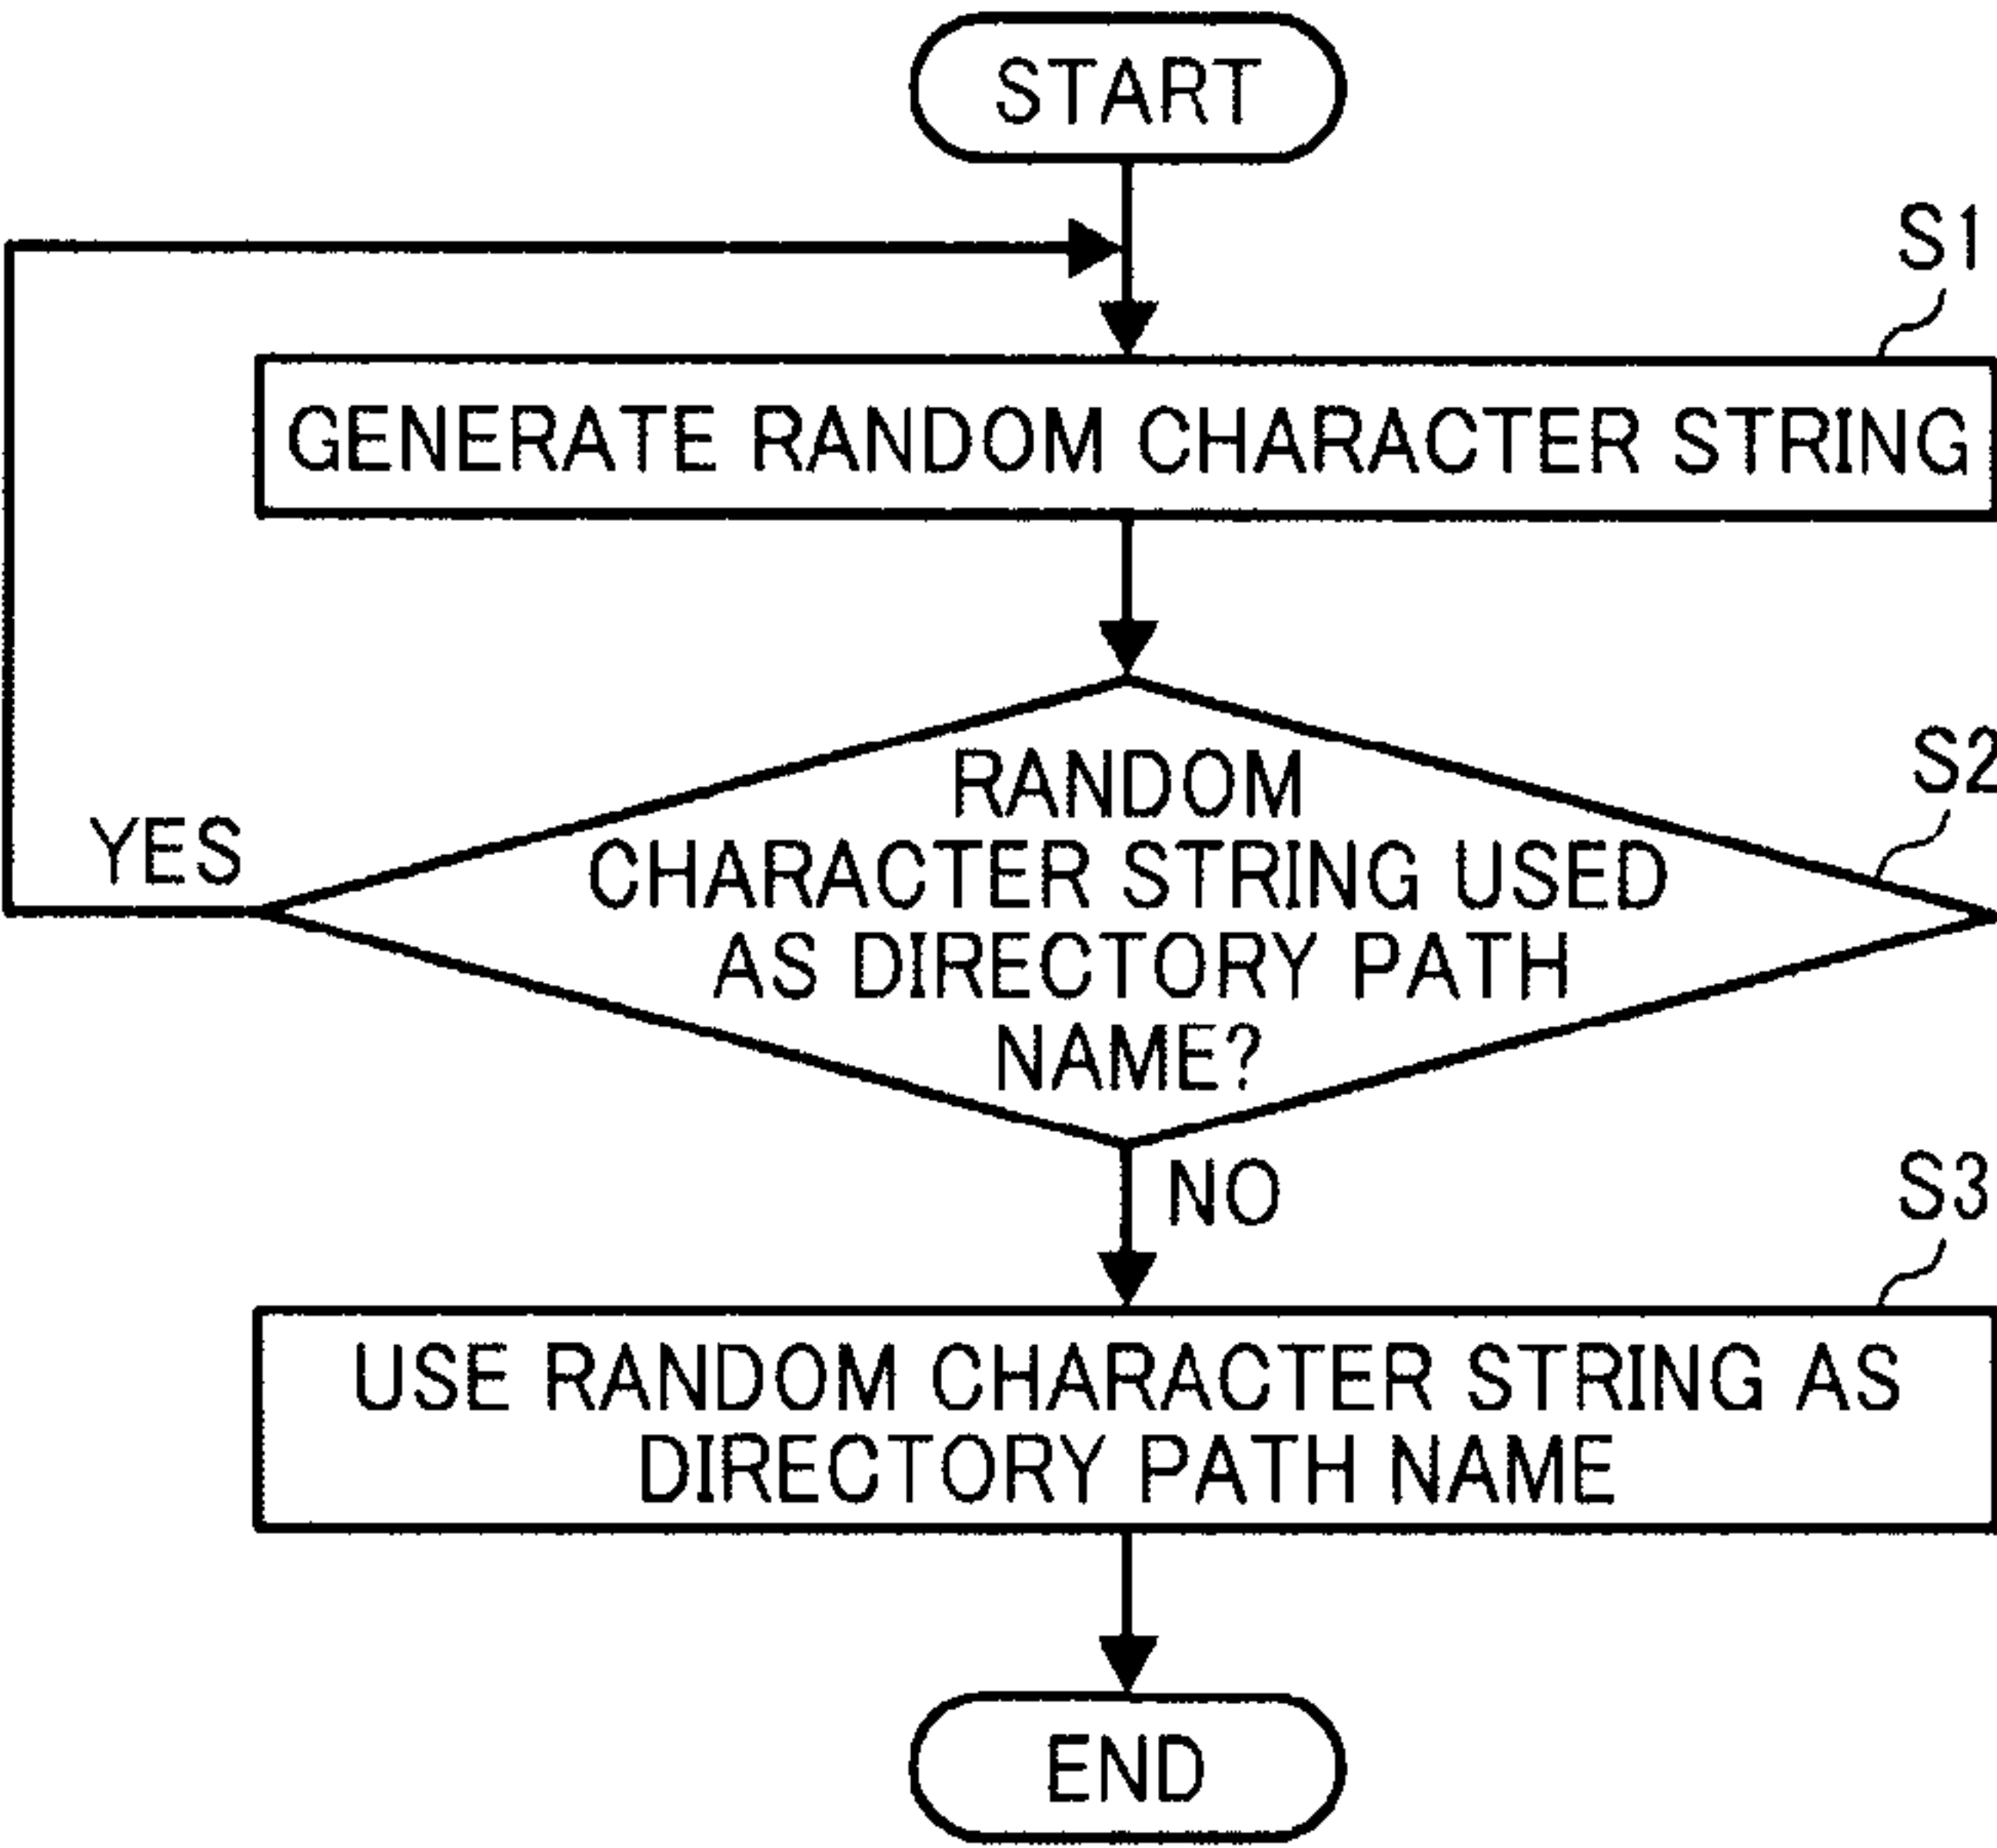 START
S1
GENERATE RANDOM CHARACTER STRING
S2
RANDOM
CHARACTER STRING USED
AS DIRECTORY PATH
NAME?
YES
NO
S3
USE RANDOM CHARACTER STRING AS
DIRECTORY PATH NAME
END